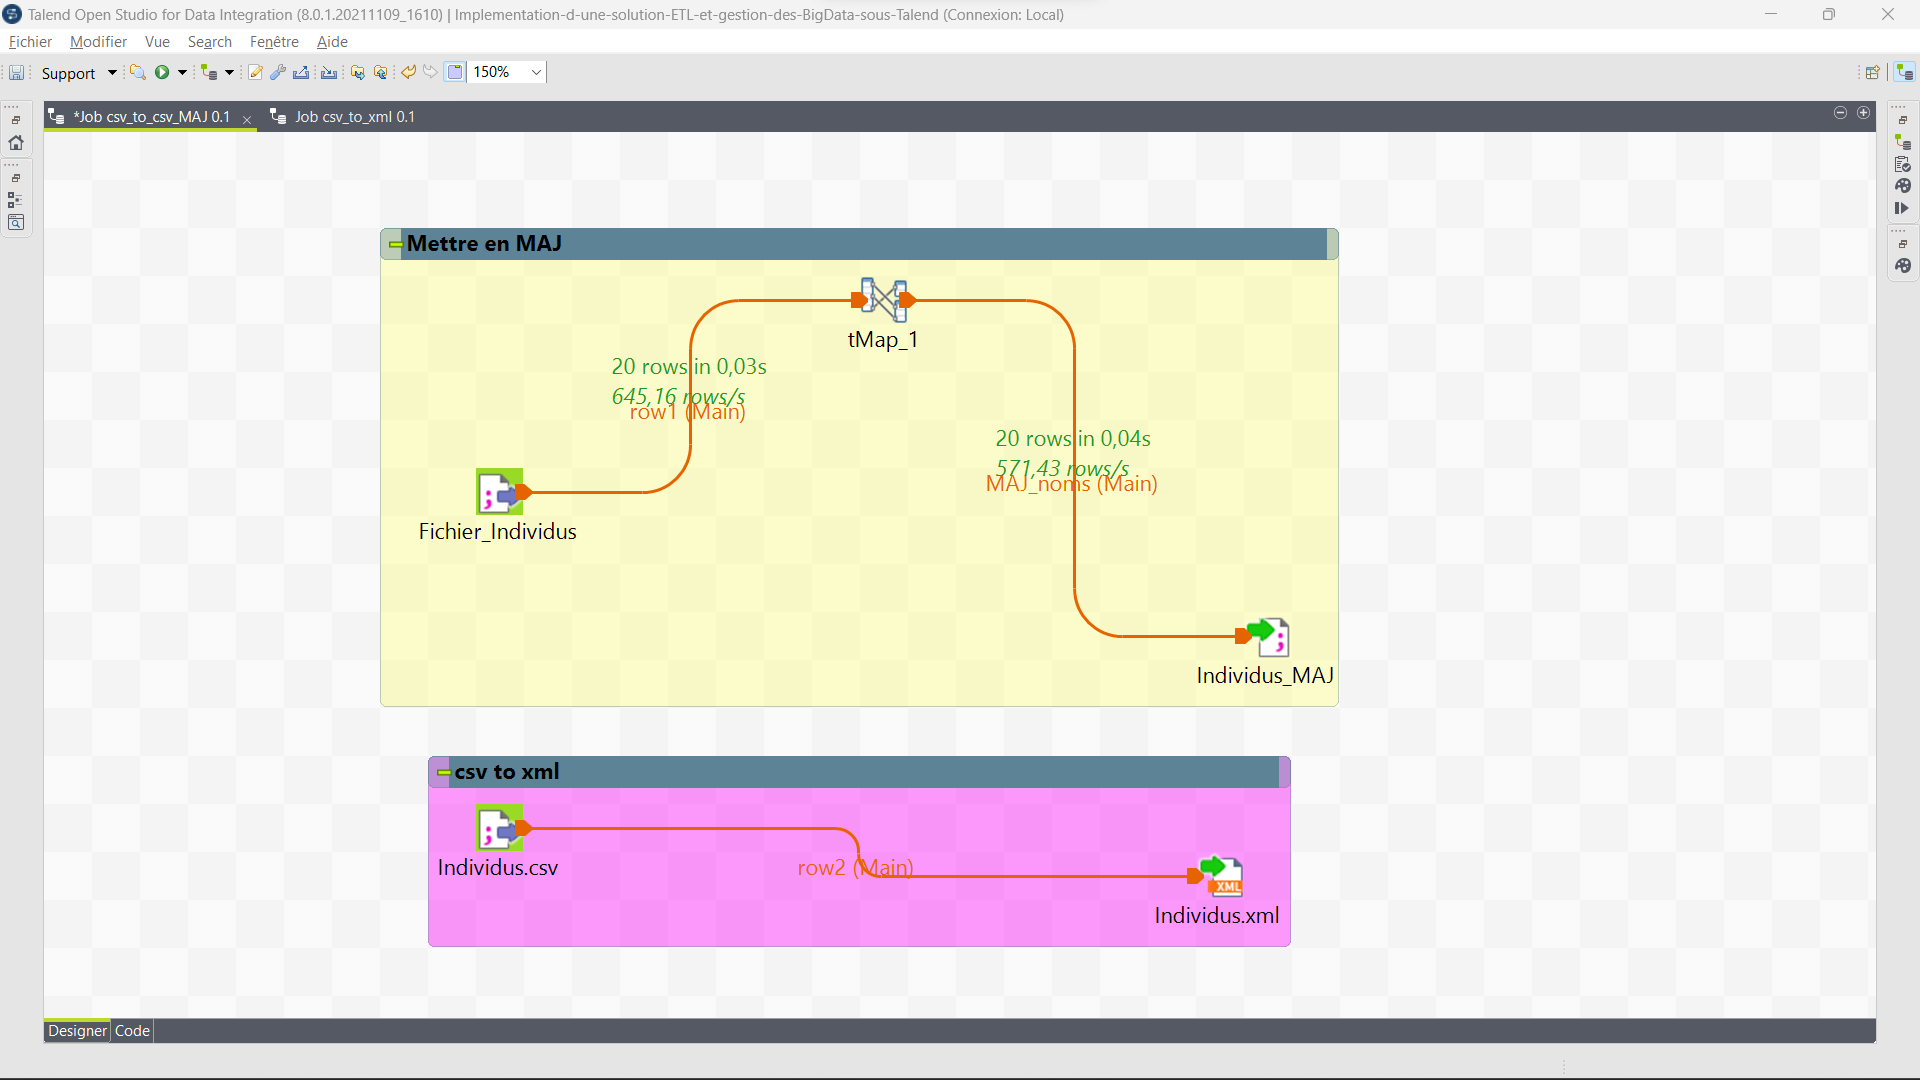 Talend Open Studio for Data Integration (8.0.1.20211109_1610) | Implementation-d-une-solution-ETL-et-gestion-des-BigData-sous-Talend (Connexion: Local)
Fichier Modifier Vue Search Fenêtre Aide
Support 150%
*Job csv_to_csv_MAJ 0.1 Job csv_to_xml 0.1
Mettre en MAJ
tMap_1
20 rows in 0,03s
645,16 rows/s
row1 (Main)
20 rows in 0,04s
571,43 rows/s
MAJ_noms (Main)
Fichier_Individus
Individus_MAJ
csv to xml
Individus.csv
row2 (Main)
XML
Individus.xml
Designer Code